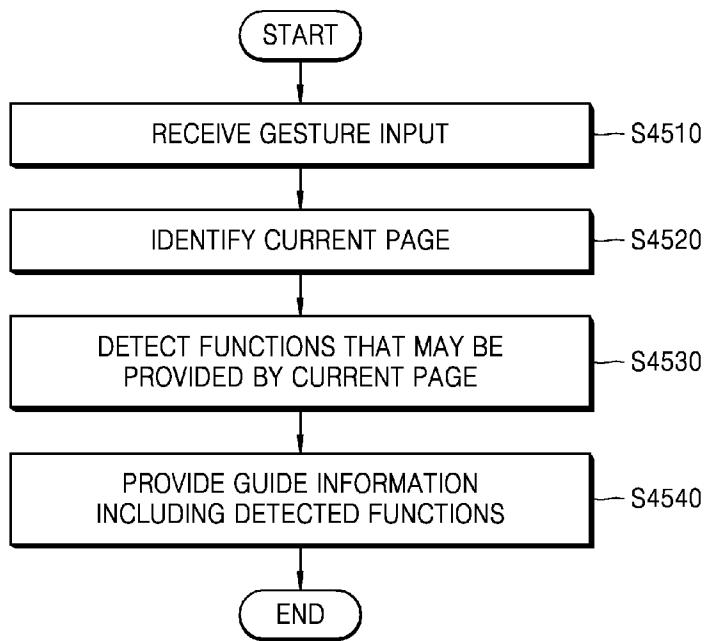 START
RECEIVE GESTURE INPUT
S4510
IDENTIFY CURRENT PAGE
S4520
DETECT FUNCTIONS THAT MAY BE
PROVIDED BY CURRENT PAGE
S4530
PROVIDE GUIDE INFORMATION
INCLUDING DETECTED FUNCTIONS
S4540
END